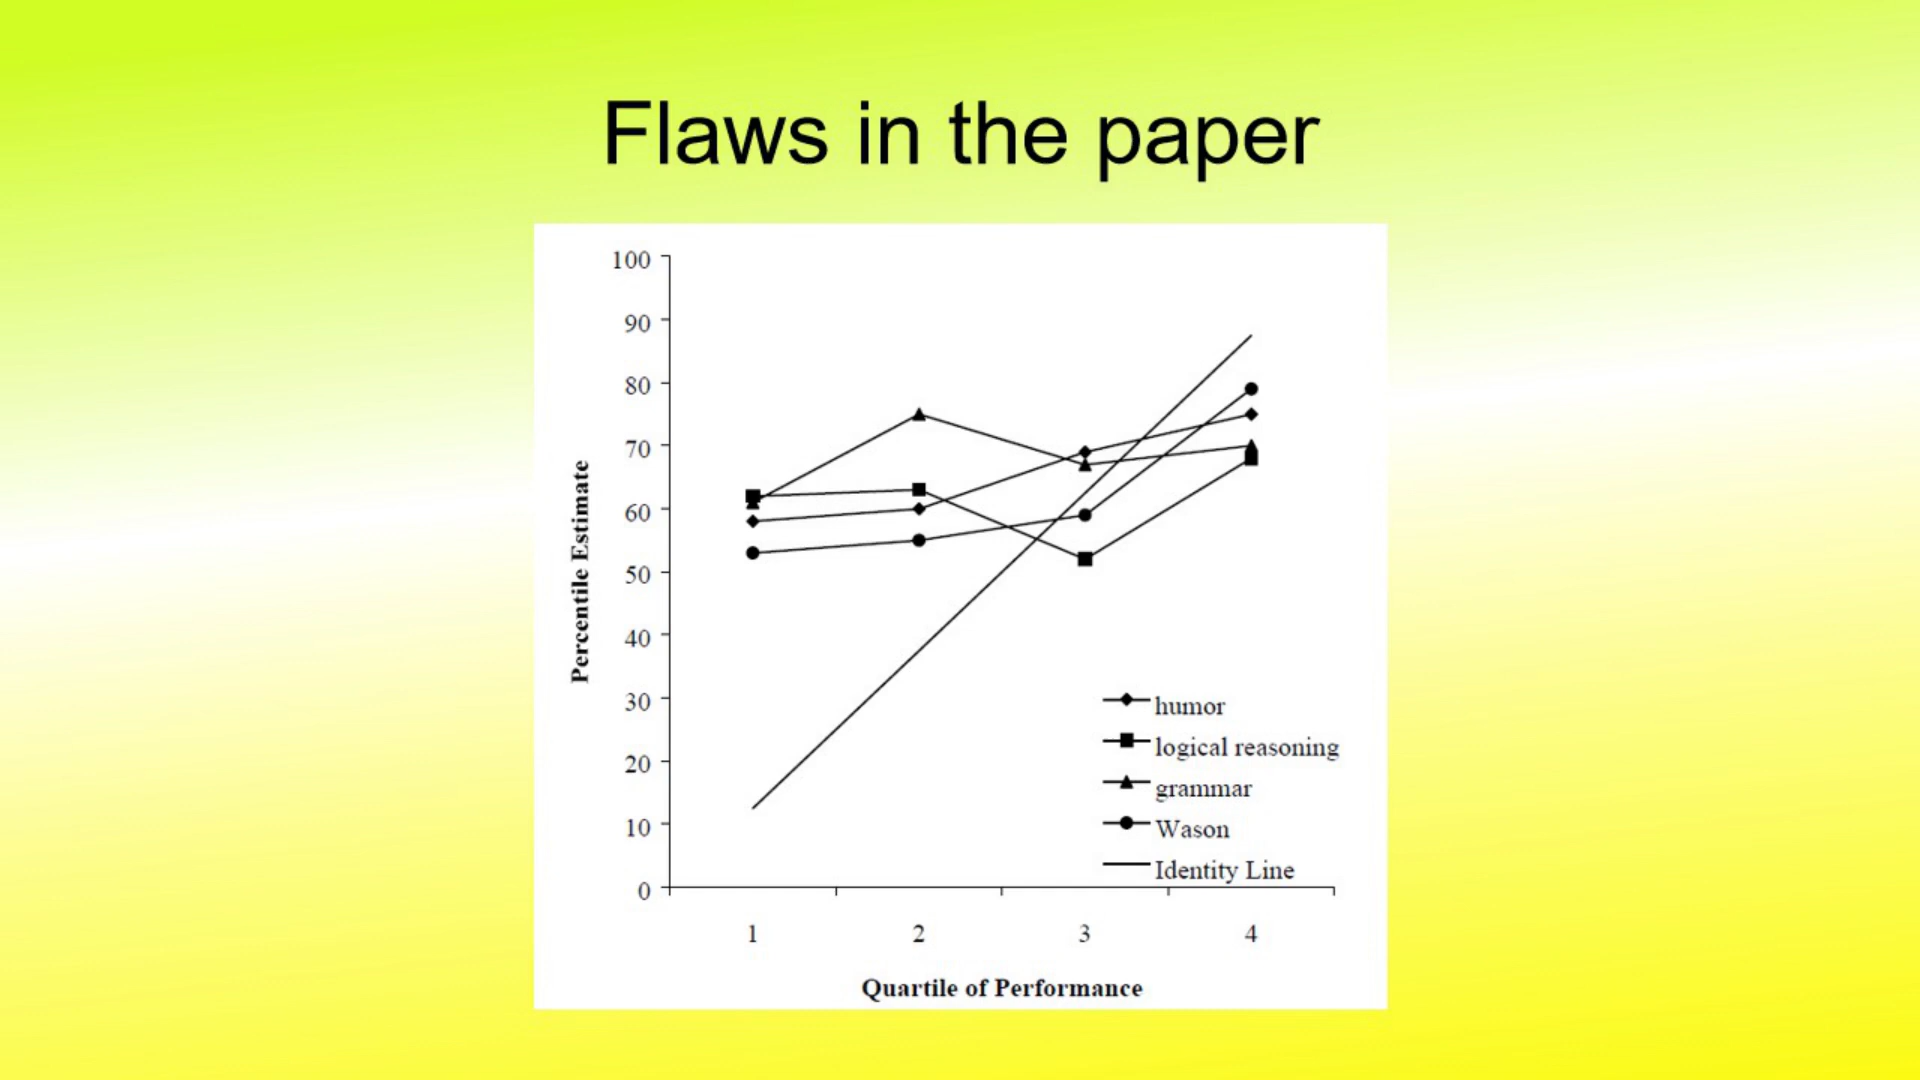 Flaws in the paper
100
90
80
70
60
50
40
30
20
10
0
Percentile Estimate
humor
logical reasoning
grammar
Wason
Identity Line
1 2 3 4
Quartile of Performance